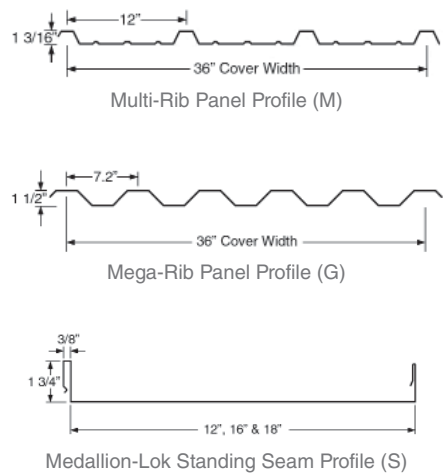 12"
1 3/16"
36” Cover Width
Multi-Rib Panel Profile (M)
7.2"
1 1/2"
36” Cover Width
Mega-Rib Panel Profile (G)
3/8"
1 3/4"
12”, 16” & 18”
Medallion-Lok Standing Seam Profile (S)